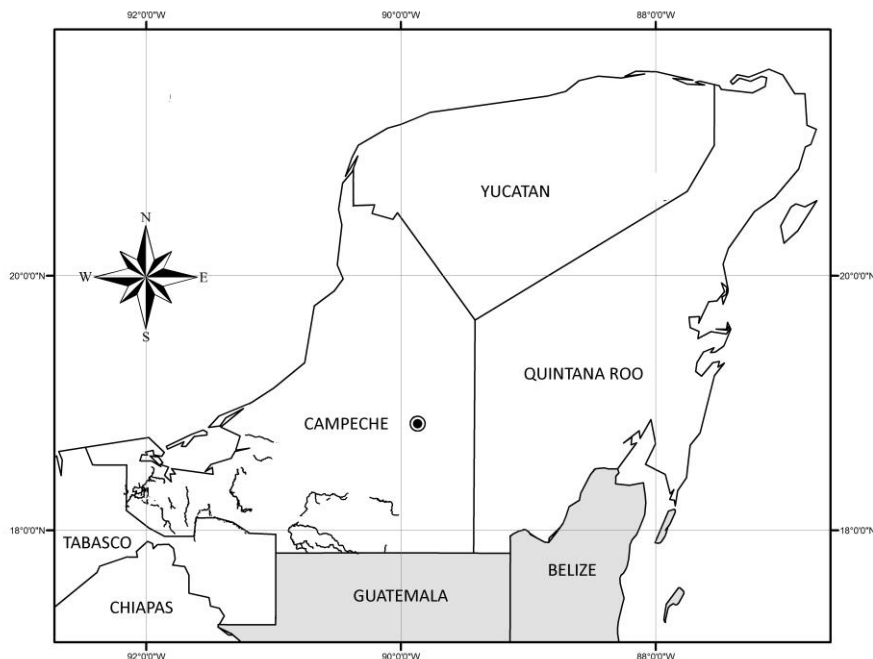 92°0'0"W 90°0'0"W 88°0'0"W
YUCATAN
N
20°0'0"N W E 20°0'0"N
S
QUINTANA ROO
CAMPECHE
18°0'0"N 18°0'0"N
TABASCO
BELIZE
GUATEMALA
CHIAPAS
92°0'0"W 90°0'0"W 88°0'0"W